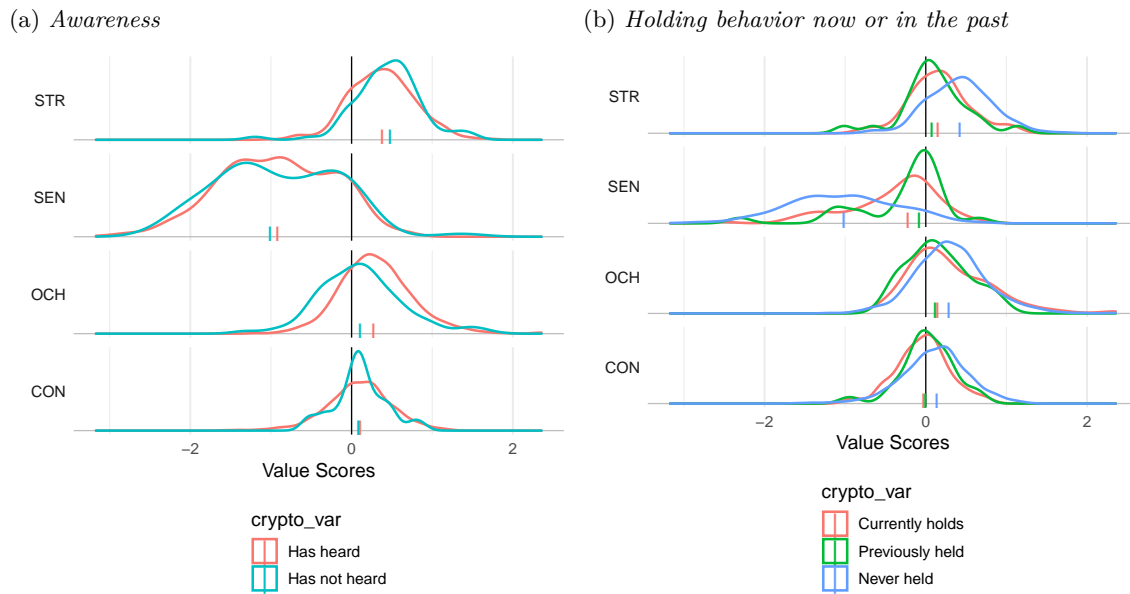 (a) Awareness
STR
SEN
OCH
CON
−2 0 2
Value Scores
crypto_var
Has heard
Has not heard
(b) Holding behavior now or in the past
STR
SEN
OCH
CON
−2 0 2
Value Scores
crypto_var
Currently holds
Previously held
Never held